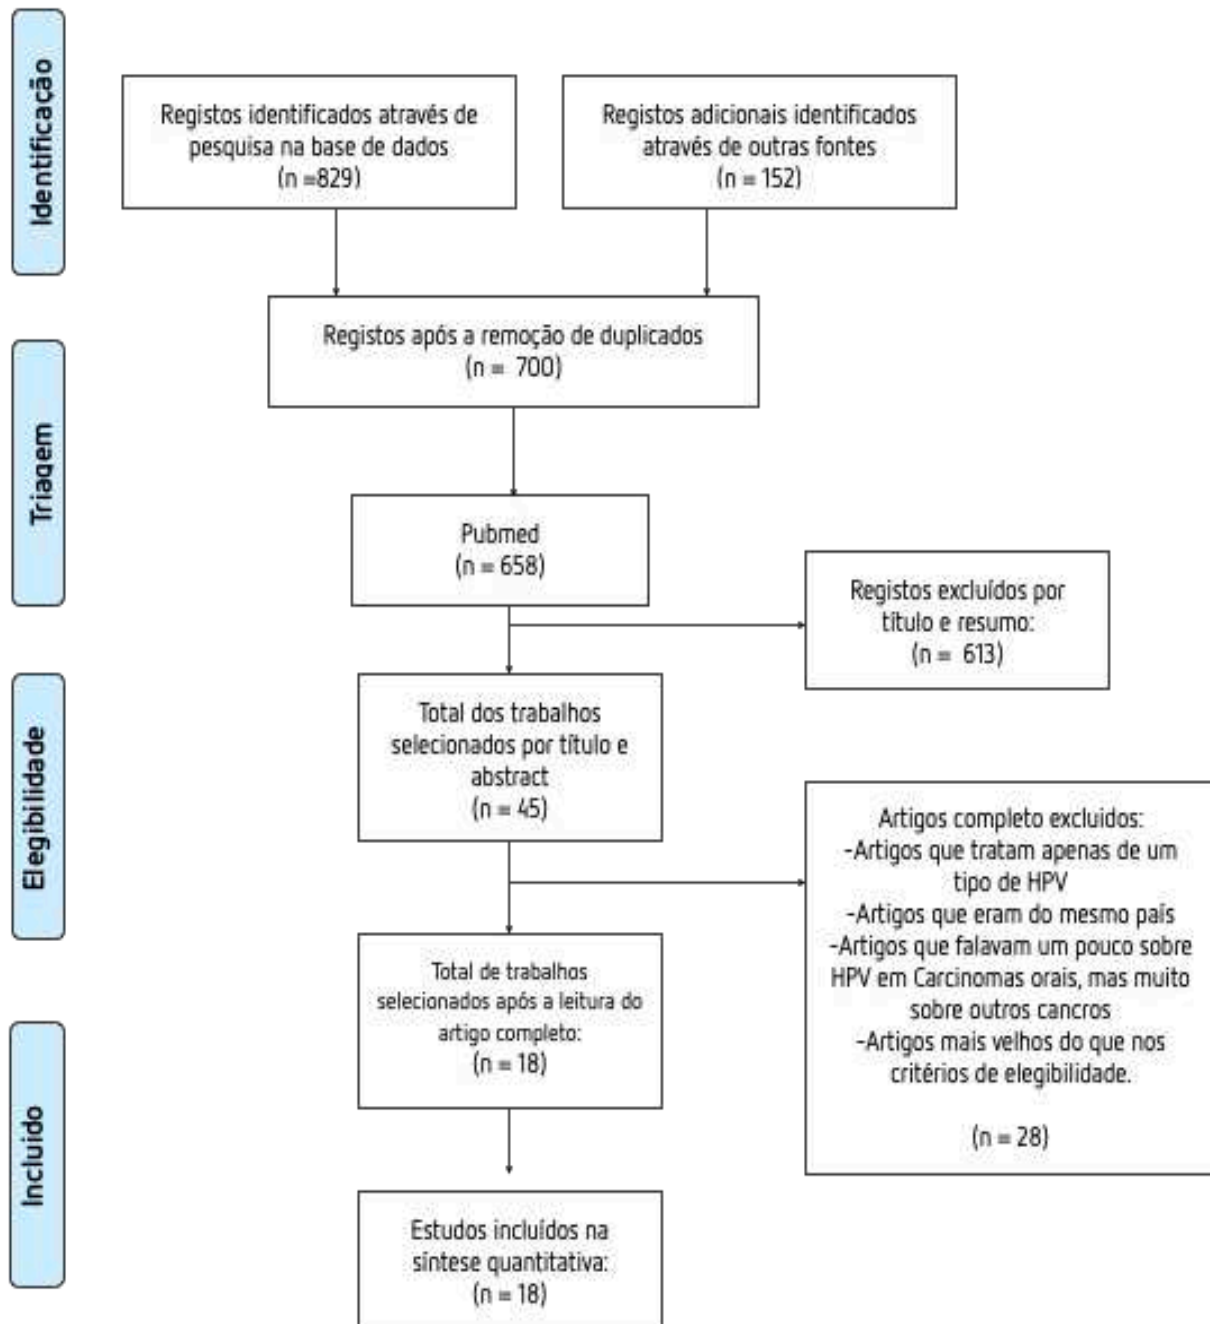 Identificação
Registos identificados através de
pesquisa na base de dados
(n =829)
Registos adicionais identificados
através de outras fontes
(n = 152)
Registos após a remoção de duplicados
(n = 700)
Triagem
Pubmed
(n = 658)
Registos excluídos por
título e resumo:
(n = 613)
Elegibilidade
Total dos trabalhos
selecionados por título e
abstract
(n = 45)
Artigos completo excluidos:
-Artigos que tratam apenas de um
tipo de HPV
-Artigos que eram do mesmo país
-Artigos que falavam um pouco sobre
HPV em Carcinomas orais, mas muito
sobre outros cancros
-Artigos mais velhos do que nos
critérios de elegibilidade.
(n = 28)
Total de trabalhos
selecionados após a leitura do
artigo completo:
(n = 18)
Incluido
Estudos incluídos na
síntese quantitativa:
(n = 18)